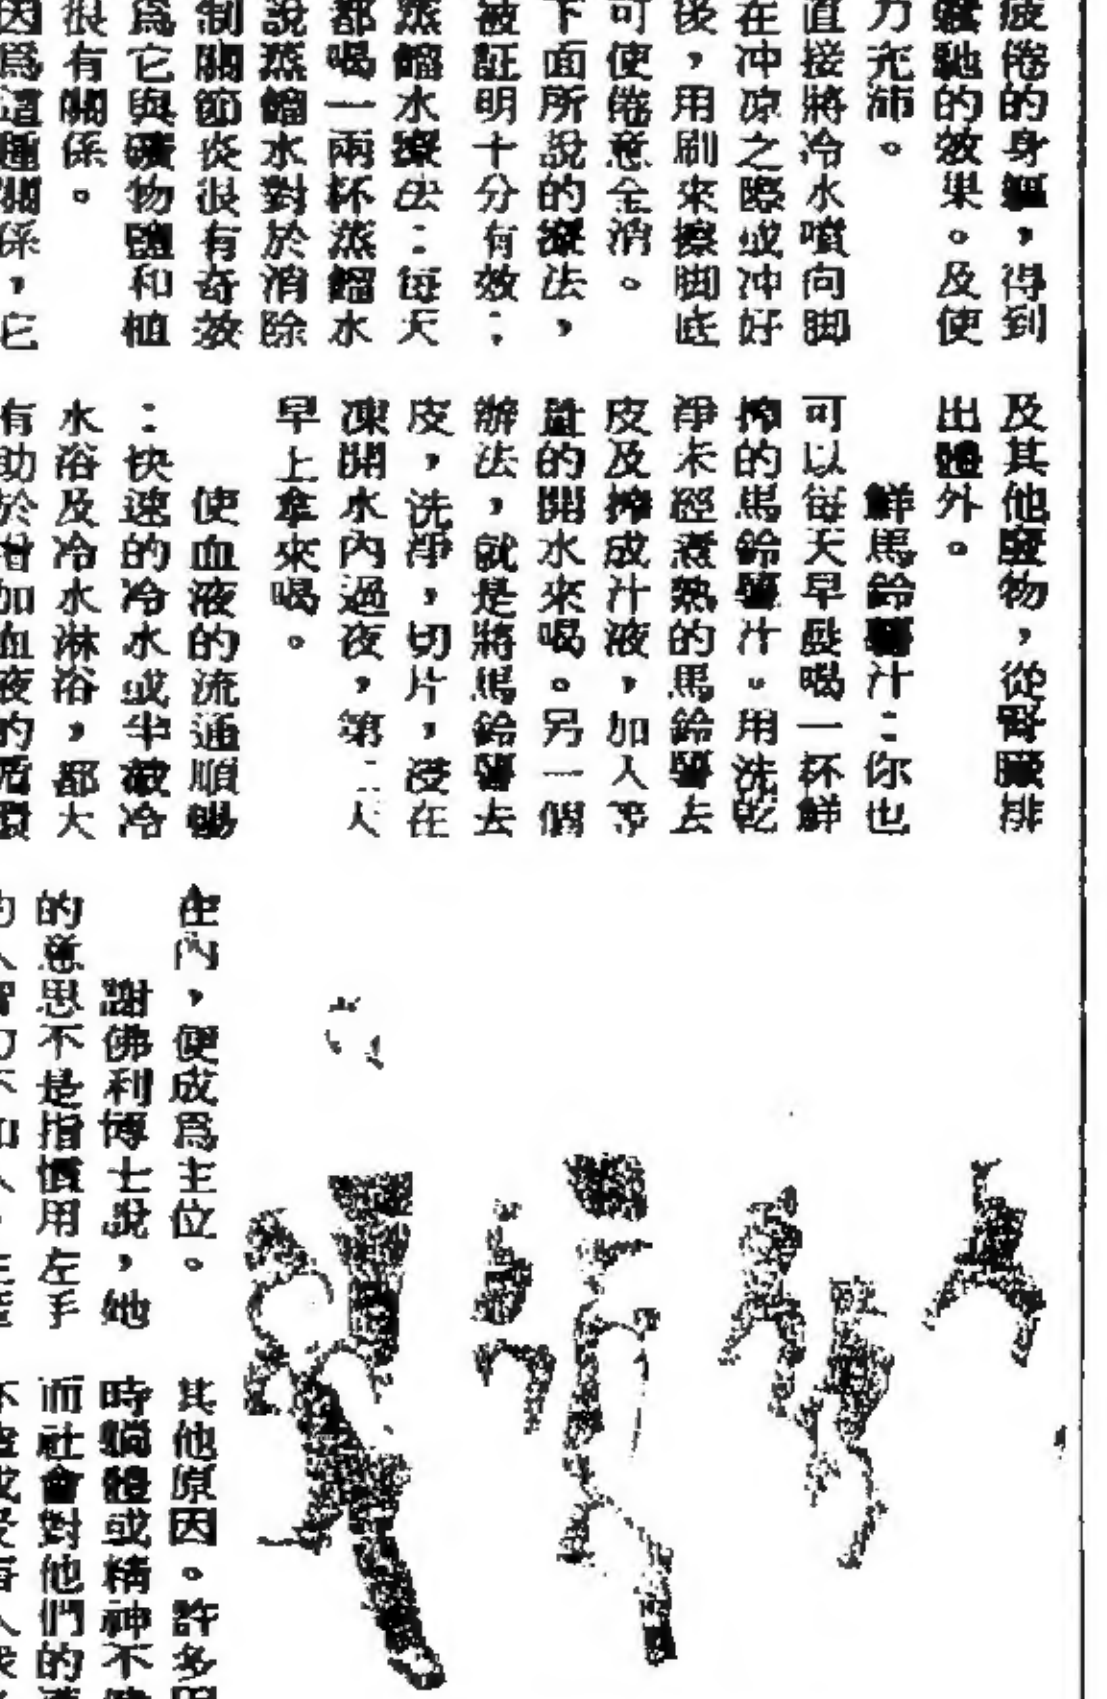 疲倦的身軀，得到
鬆馳的效果。及使
力充沛。
直接將冷水噴向脚
在冲凉之際或冲好
後，用刷來擦脚底
可使倦意全消。
下面所說的療法，
被証明十分有效：
蒸餾水療法：每天
都喝一兩杯蒸餾水
說蒸餾水對於消除
制關節炎很有奇效
爲它與礦物鹽和植
很有關係。
因爲這種關係，它
及其他廢物，從腎臟排
出體外。
鮮馬鈴薯汁：你也
可以每天早晨喝一杯鮮
搾的馬鈴薯汁。用洗乾
淨未經煮熟的馬鈴薯去
皮及搾成汁液，加入等
量的開水來喝。另一個
辦法，就是將馬鈴薯去
皮，洗淨，切片，浸在
凍開水內過夜，第二天
早上拿來喝。
使血液的流通順暢
：快速的冷水或半截冷
水浴及冷水淋浴，都大
有助於增加血液的循環
在內，便成爲主位。
謝佛利博士說，她
的意思不是指慣用左手
其他原因。許多
時軀體或精神不
而社會對他們的